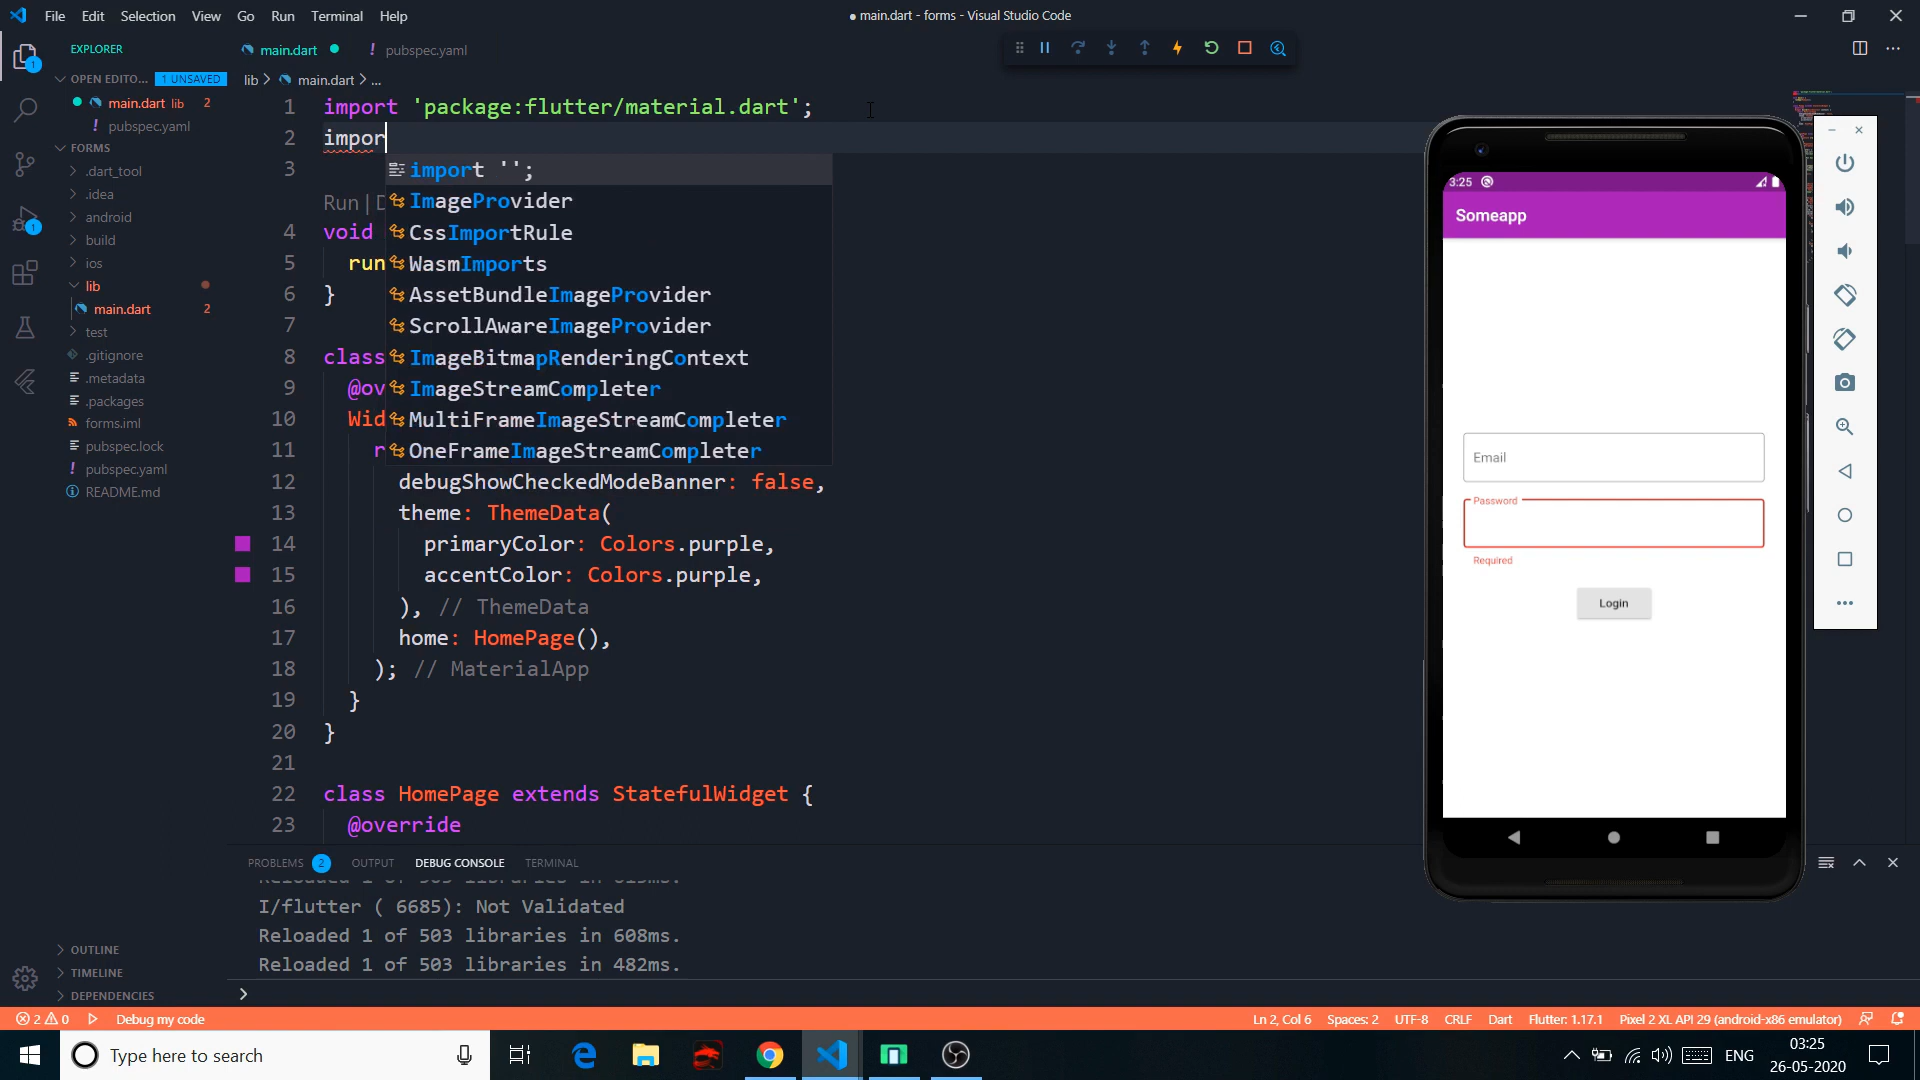 File Edit Selection View Go Run Terminal Help
● main.dart - forms - Visual Studio Code
EXPLORER
OPEN EDITO... 1 UNSAVED
main.dart lib 2
! pubspec.yaml
FORMS
.dart_tool
.idea
android
build
ios
lib
main.dart 2
test
.gitignore
.metadata
.packages
forms.iml
pubspec.lock
! pubspec.yaml
README.md
OUTLINE
TIMELINE
DEPENDENCIES
main.dart
! pubspec.yaml
lib > main.dart > ...
1 import 'package:flutter/material.dart';
2 impor
3
Run | D
4 void
5 run
6 }
7
8 class
9 @ov
10 Wid
11 r
12 debugShowCheckedModeBanner: false,
13 theme: ThemeData(
14 primaryColor: Colors.purple,
15 accentColor: Colors.purple,
16 ), // ThemeData
17 home: HomePage(),
18 ); // MaterialApp
19 }
20 }
21
22 class HomePage extends StatefulWidget {
23 @override
import '';
ImageProvider
CssImportRule
WasmImports
AssetBundleImageProvider
ScrollAwareImageProvider
ImageBitmapRenderingContext
ImageStreamCompleter
MultiFrameImageStreamCompleter
OneFrameImageStreamCompleter
PROBLEMS 2 OUTPUT DEBUG CONSOLE TERMINAL
I/flutter ( 6685): Not Validated
Reloaded 1 of 503 libraries in 608ms.
Reloaded 1 of 503 libraries in 482ms.
3:25
Someapp
Email
Password
Required
Login
2 0 Debug my code
Ln 2, Col 6 Spaces: 2 UTF-8 CRLF Dart Flutter: 1.17.1 Pixel 2 XL API 29 (android-x86 emulator)
Type here to search
ENG
03:25
26-05-2020